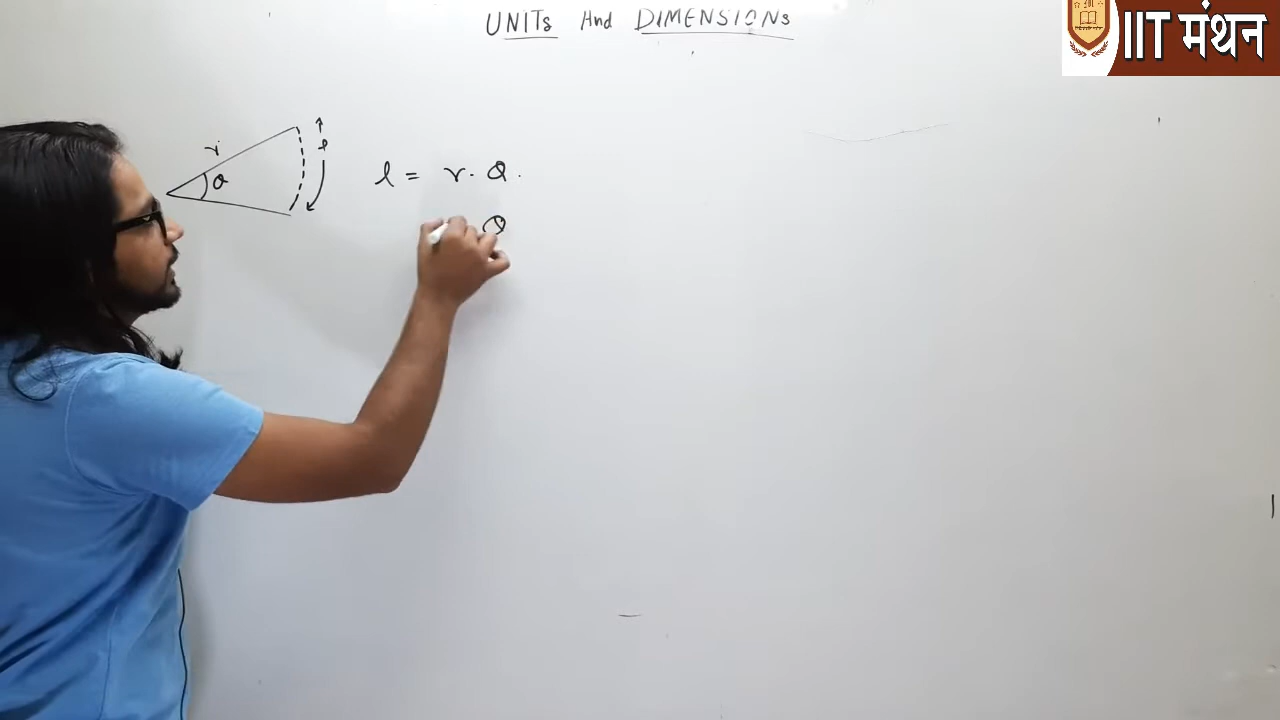 UNITs And DIMENSIONs
IIT मंथन
r
θ
l
l = r. θ.
θ